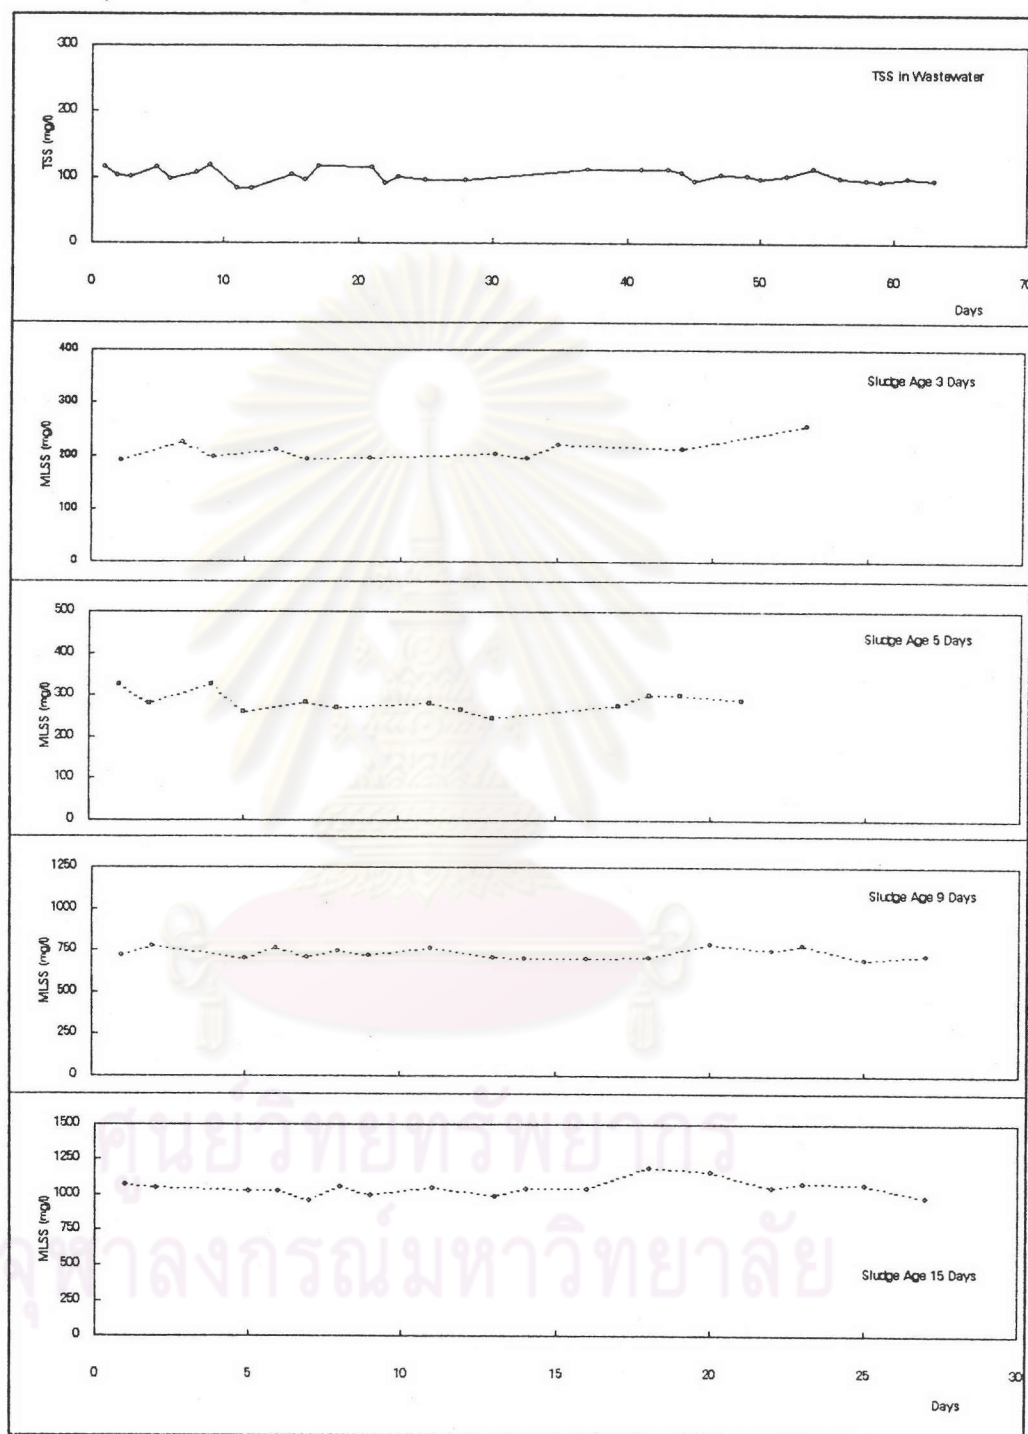 300
TSS in Wastewater
200
TSS (mg/l)
100
0
0 10 20 30 40 50 60 70
Days
400
Sludge Age 3 Days
300
MLSS (mg/l)
200
100
0
500
Sludge Age 5 Days
400
MLSS (mg/l)
300
200
100
0
1250
Sludge Age 9 Days
1000
MLSS (mg/l)
750
500
250
0
1500
ศูนย์วิทยทรัพยากร
1250
MLSS (mg/l)
1000
750
จุฬาลงกรณ์มหาวิทยาลัย
500
Sludge Age 15 Days
250
0
0 5 10 15 20 25 30
Days